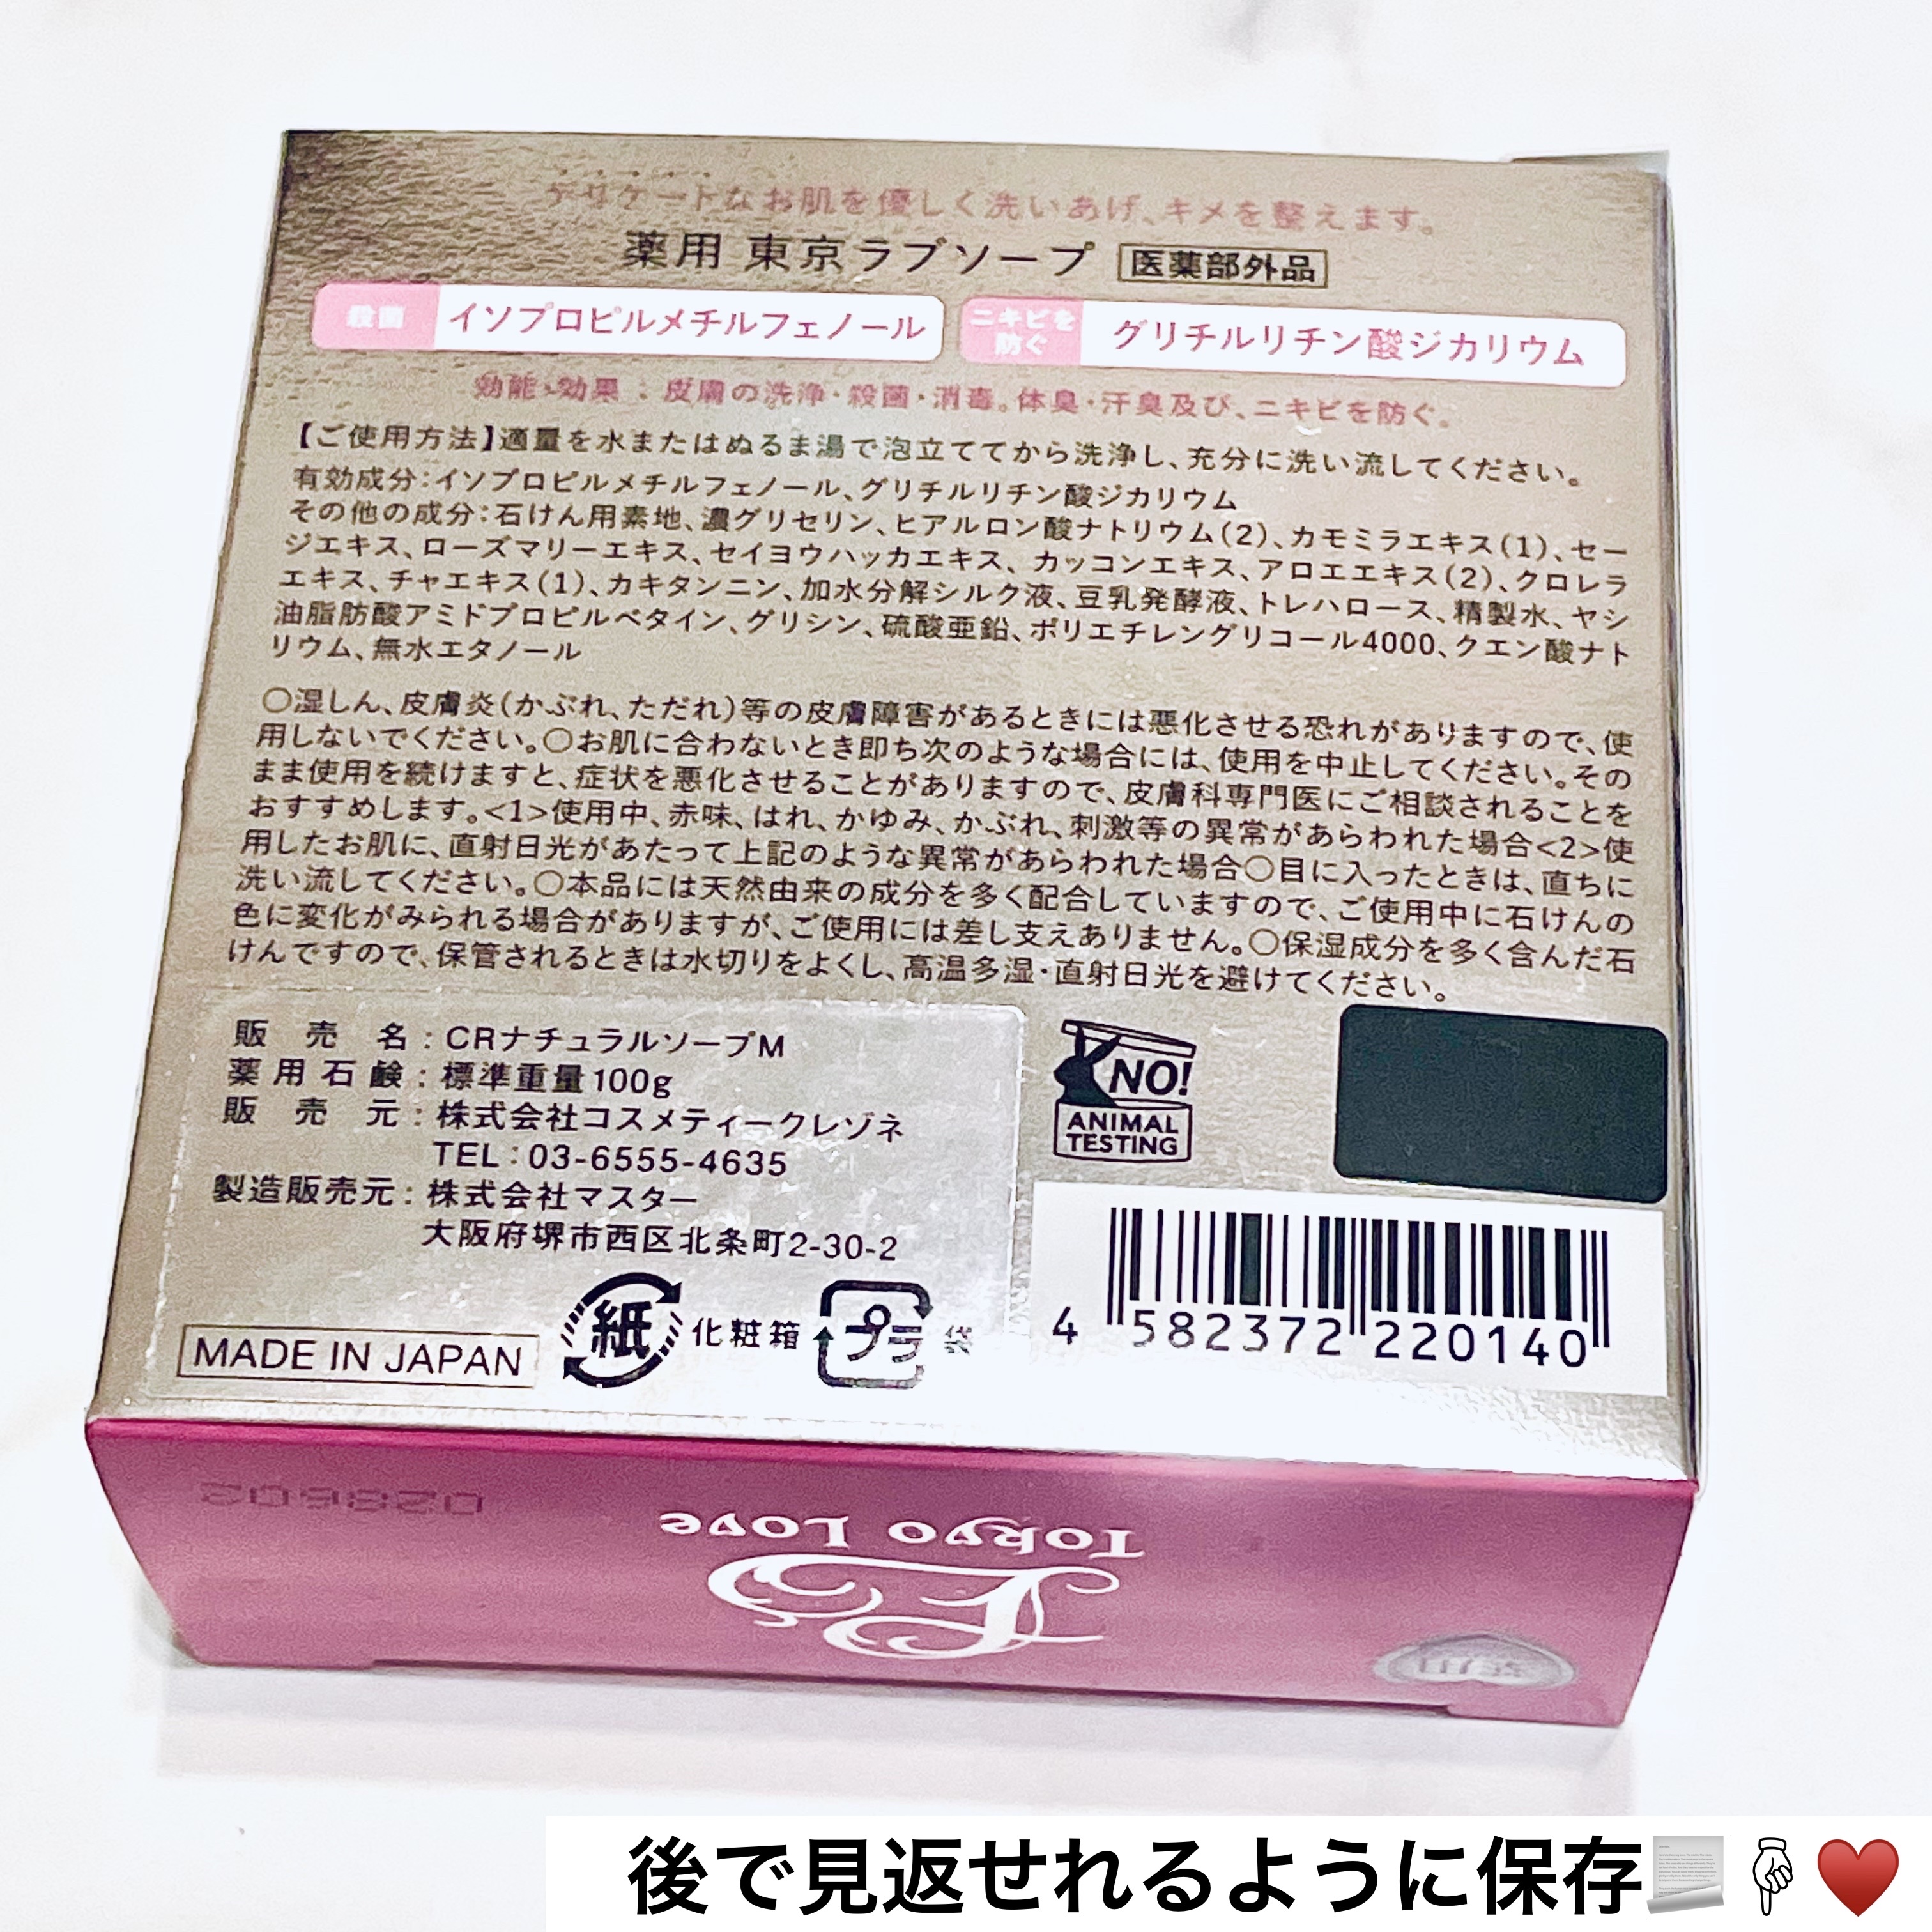 デリケートなお肌を優しく洗いあげ、キメを整えます。
薬用 東京ラブソープ 医薬部外品
殺菌 イソプロピルメチルフェノール ニキビを防ぐ グリチルリチン酸ジカリウム
効能・効果：皮膚の洗浄・殺菌・消毒。体臭・汗臭及び、ニキビを防ぐ。
【ご使用方法】適量を水またはぬるま湯で泡立ててから洗浄し、充分に洗い流してください。
有効成分：イソプロピルメチルフェノール、グリチルリチン酸ジカリウム
その他の成分：石けん用素地、濃グリセリン、ヒアルロン酸ナトリウム(2)、カモミラエキス(1)、セー
ジエキス、ローズマリーエキス、セイヨウハッカエキス、カッコンエキス、アロエエキス(2)、クロレラ
エキス、チャエキス(1)、カキタンニン、加水分解シルク液、豆乳発酵液、トレハロース、精製水、ヤシ
油脂肪酸アミドプロピルベタイン、グリシン、硫酸亜鉛、ポリエチレングリコール4000、クエン酸ナト
リウム、無水エタノール
○湿しん、皮膚炎(かぶれ、ただれ)等の皮膚障害があるときには悪化させる恐れがありますので、使
用しないでください。○お肌に合わないとき即ち次のような場合には、使用を中止してください。その
まま使用を続けますと、症状を悪化させることがありますので、皮膚科専門医にご相談されることを
おすすめします。<1>使用中、赤味、はれ、かゆみ、かぶれ、刺激等の異常があらわれた場合<2>使
用したお肌に、直射日光があたって上記のような異常があらわれた場合○目に入ったときは、直ちに
洗い流してください。○本品には天然由来の成分を多く配合していますので、ご使用中に石けんの
色に変化がみられる場合がありますが、ご使用には差し支えありません。○保湿成分を多く含んだ石
けんですので、保管されるときは水切りをよくし、高温多湿・直射日光を避けてください。
販売名：CRナチュラルソープM
薬用石鹸：標準重量100g
販売元：株式会社コスメティークレゾネ
TEL：03-6555-4635
製造販売元：株式会社マスター
大阪府堺市西区北条町2-30-2
NO!
ANIMAL
TESTING
MADE IN JAPAN 紙 化粧箱 プラ 袋
4 582372 220140
Tokyo Love
後で見返せれるように保存